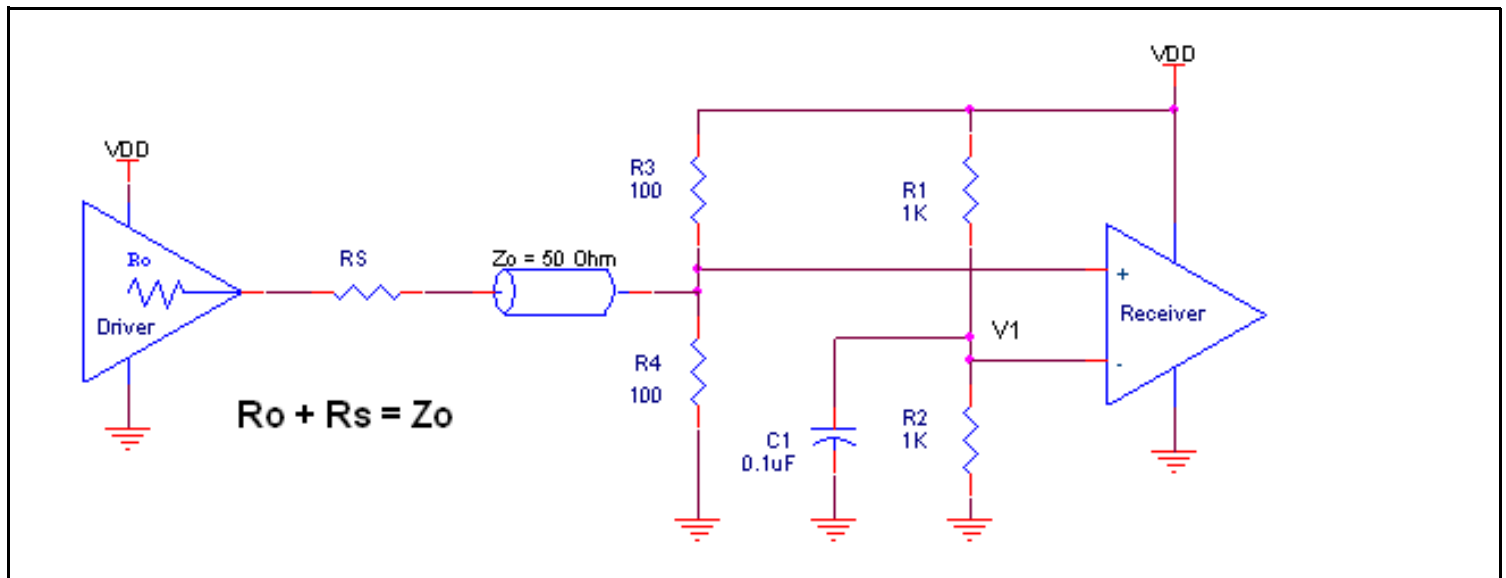 VDD
VDD
R3
100
R1
1K
Ro
RS
Zo = 50 Ohm
+
Driver
Receiver
V1
-
R4
100
Ro + Rs = Zo
R2
1K
C1
0.1uF